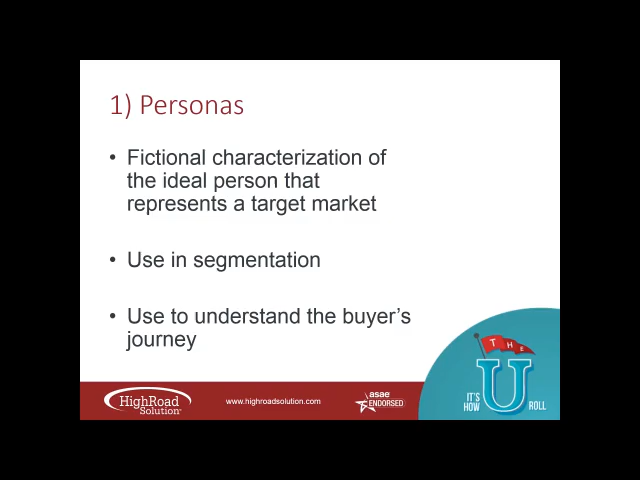 1) Personas
• Fictional characterization of
the ideal person that
represents a target market
• Use in segmentation
• Use to understand the buyer's
journey
THE
U
IT'S
HOW
ROLL
HighRoad
Solution
www.highroadsolution.com
asae
ENDORSED